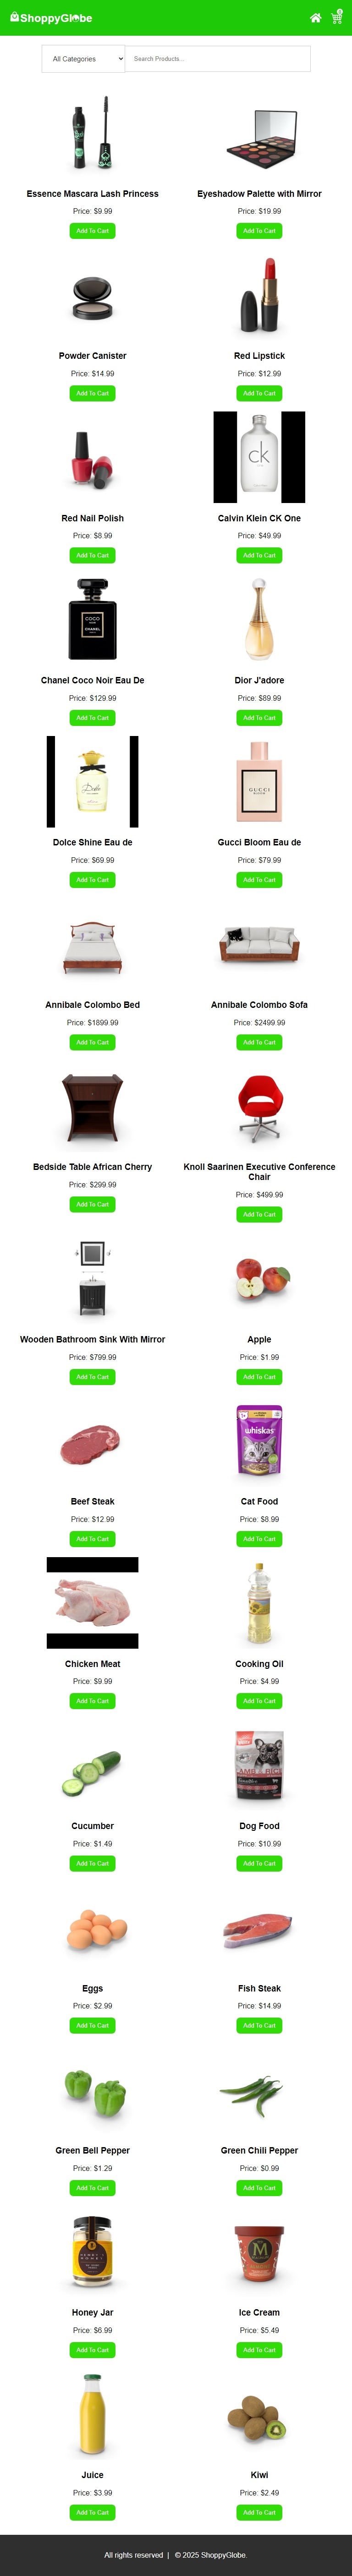 ShoppyGlobe
0
All Categories
Search Products...
Essence Mascara Lash Princess
Price: $9.99
Add To Cart
Eyeshadow Palette with Mirror
Price: $19.99
Add To Cart
Powder Canister
Price: $14.99
Add To Cart
Red Lipstick
Price: $12.99
Add To Cart
Red Nail Polish
Price: $8.99
Add To Cart
ck
Calvin Klein CK One
Price: $49.99
Add To Cart
COCO
CHANEL
Chanel Coco Noir Eau De
Price: $129.99
Add To Cart
Dior J'adore
Price: $89.99
Add To Cart
Dolce
Dolce Shine Eau de
Price: $69.99
Add To Cart
GUCCI
Gucci Bloom Eau de
Price: $79.99
Add To Cart
Annibale Colombo Bed
Price: $1899.99
Add To Cart
Annibale Colombo Sofa
Price: $2499.99
Add To Cart
Bedside Table African Cherry
Price: $299.99
Add To Cart
Knoll Saarinen Executive Conference
Chair
Price: $499.99
Add To Cart
Wooden Bathroom Sink With Mirror
Price: $799.99
Add To Cart
Apple
Price: $1.99
Add To Cart
Beef Steak
Price: $12.99
Add To Cart
whiskas
Cat Food
Price: $8.99
Add To Cart
Chicken Meat
Price: $9.99
Add To Cart
Cooking Oil
Price: $4.99
Add To Cart
Cucumber
Price: $1.49
Add To Cart
LAMB & RICE
Dog Food
Price: $10.99
Add To Cart
Eggs
Price: $2.99
Add To Cart
Fish Steak
Price: $14.99
Add To Cart
Green Bell Pepper
Price: $1.29
Add To Cart
Green Chili Pepper
Price: $0.99
Add To Cart
Honey Jar
Price: $6.99
Add To Cart
M
Ice Cream
Price: $5.49
Add To Cart
Juice
Price: $3.99
Add To Cart
Kiwi
Price: $2.49
Add To Cart
All rights reserved | © 2025 ShoppyGlobe.